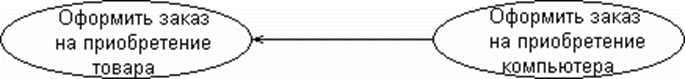 Оформить заказ
на приобретение
товара
Оформить заказ
на приобретение
компьютера